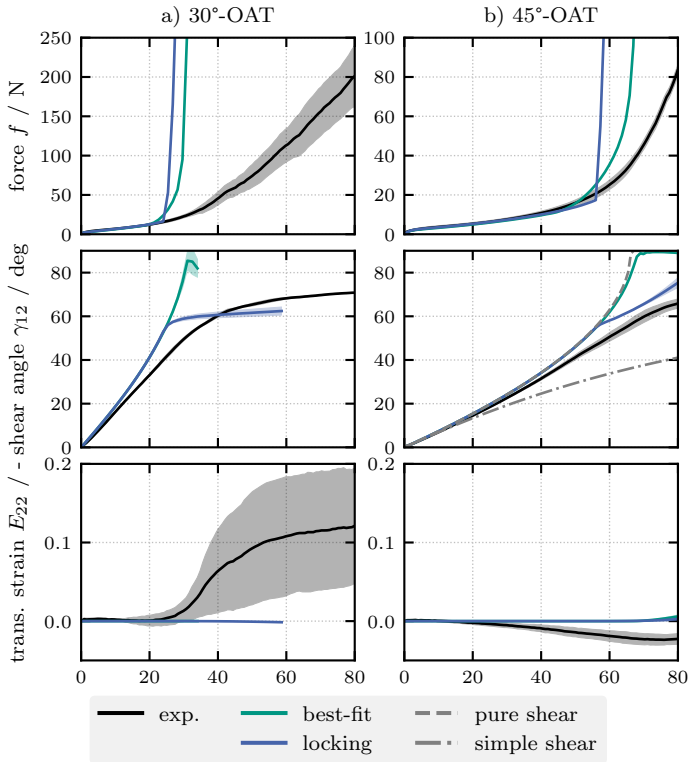 a) 30°-OAT b) 45°-OAT
force f / N
250 100
200 80
150 60
100 40
50 20
0 0
shear angle γ12 / deg
80 80
60 60
40 40
20 20
0 0
trans. strain E22 / -
0.2 0.2
0.1 0.1
0.0 0.0
0 20 40 60 80 0 20 40 60 80
exp. best-fit pure shear
locking simple shear